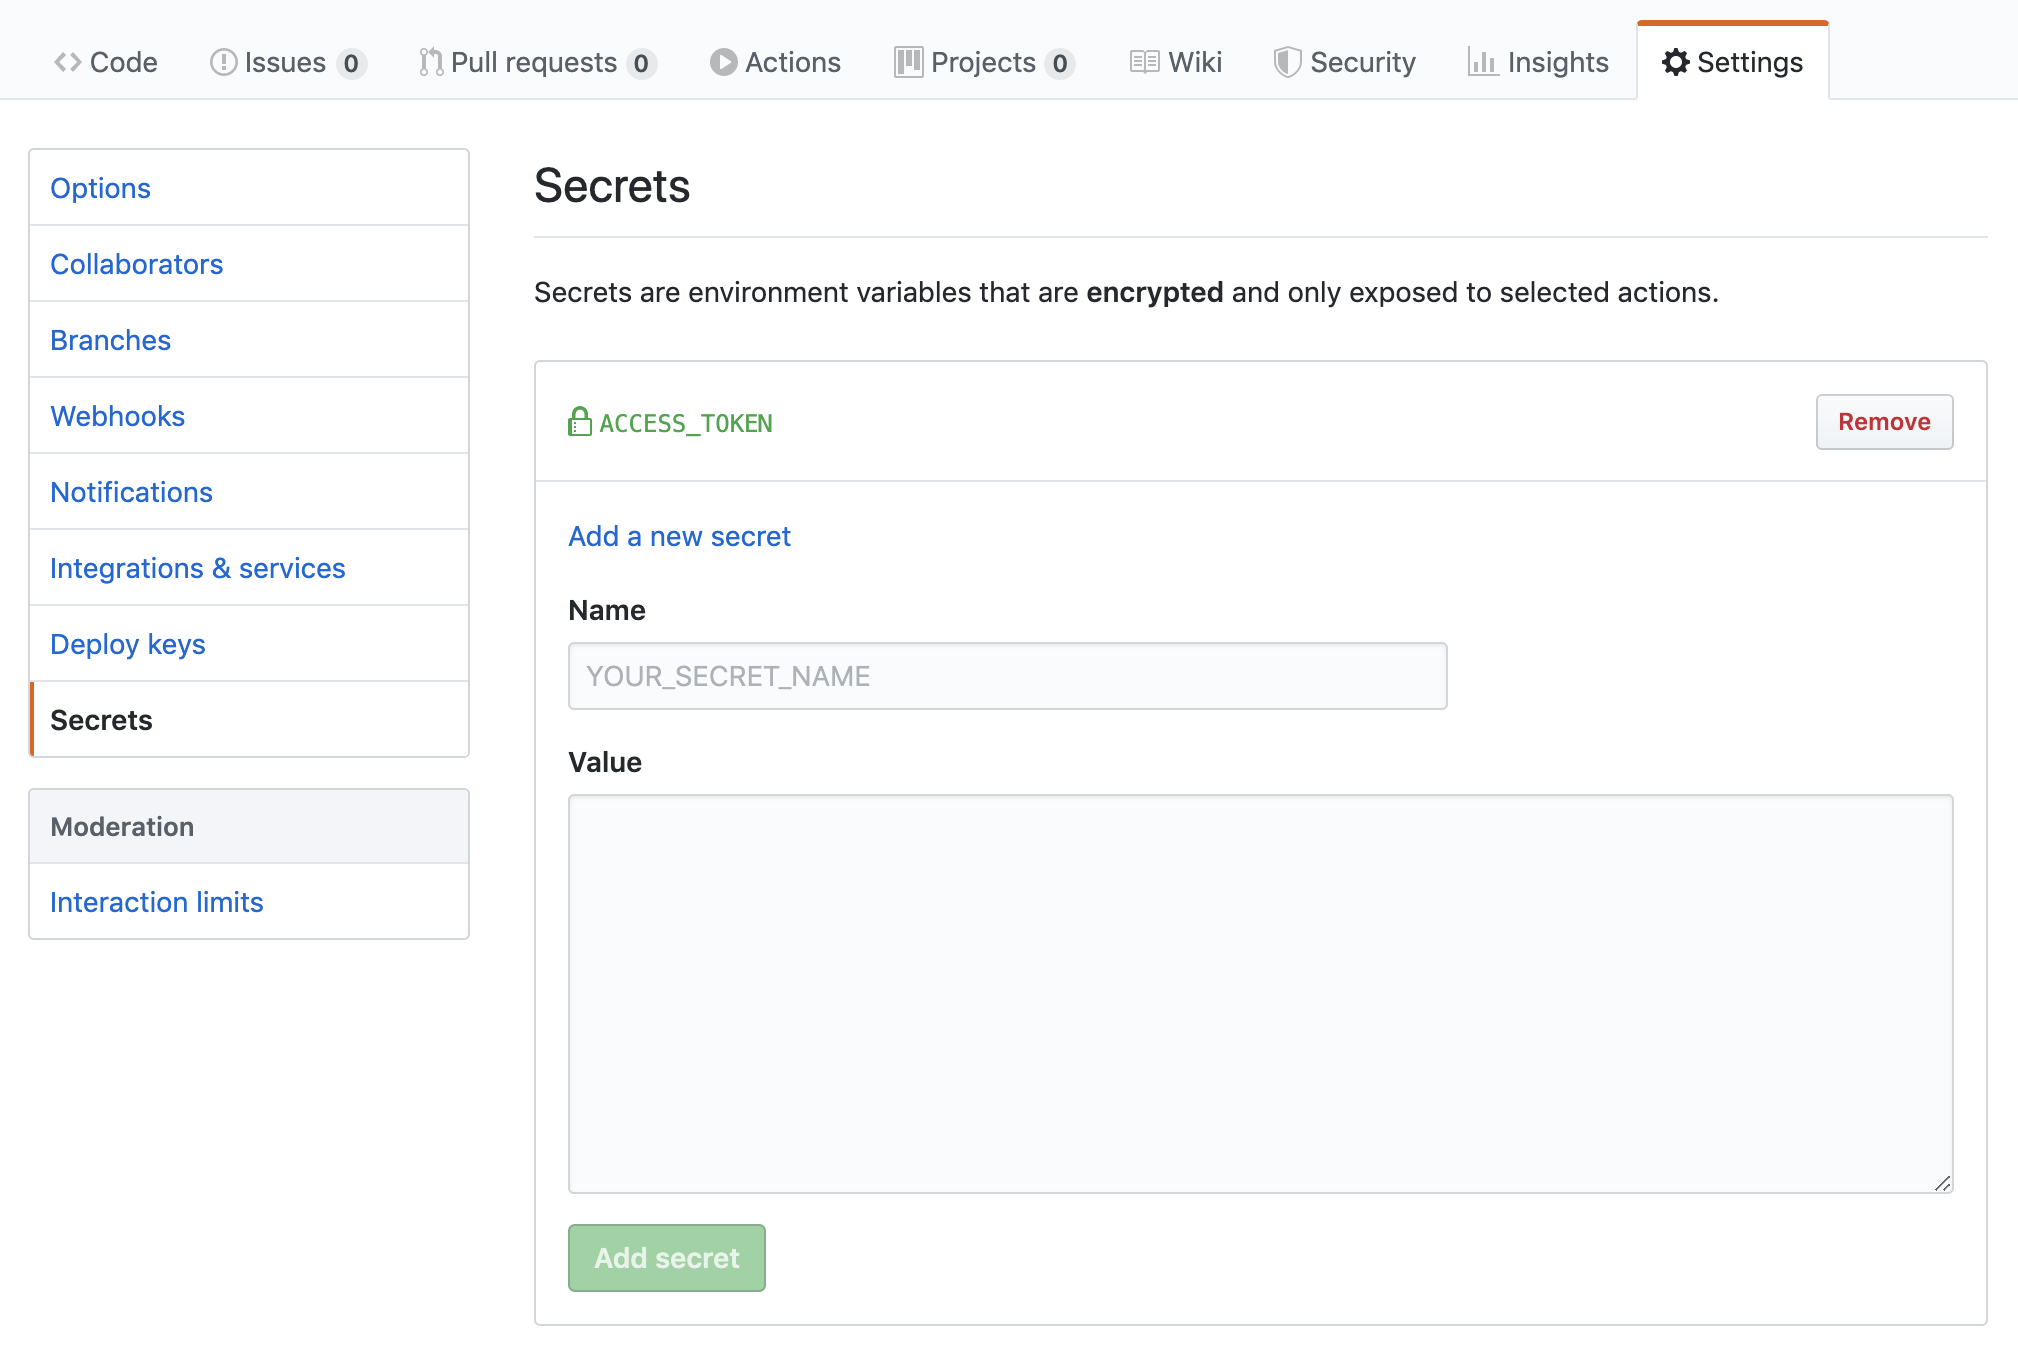 Code Issues 0 Pull requests 0 Actions Projects 0 Wiki Security Insights Settings
Options
Collaborators
Branches
Webhooks
Notifications
Integrations & services
Deploy keys
Secrets
Moderation
Interaction limits
Secrets
Secrets are environment variables that are encrypted and only exposed to selected actions.
ACCESS_TOKEN Remove
Add a new secret
Name
YOUR_SECRET_NAME
Value
Add secret